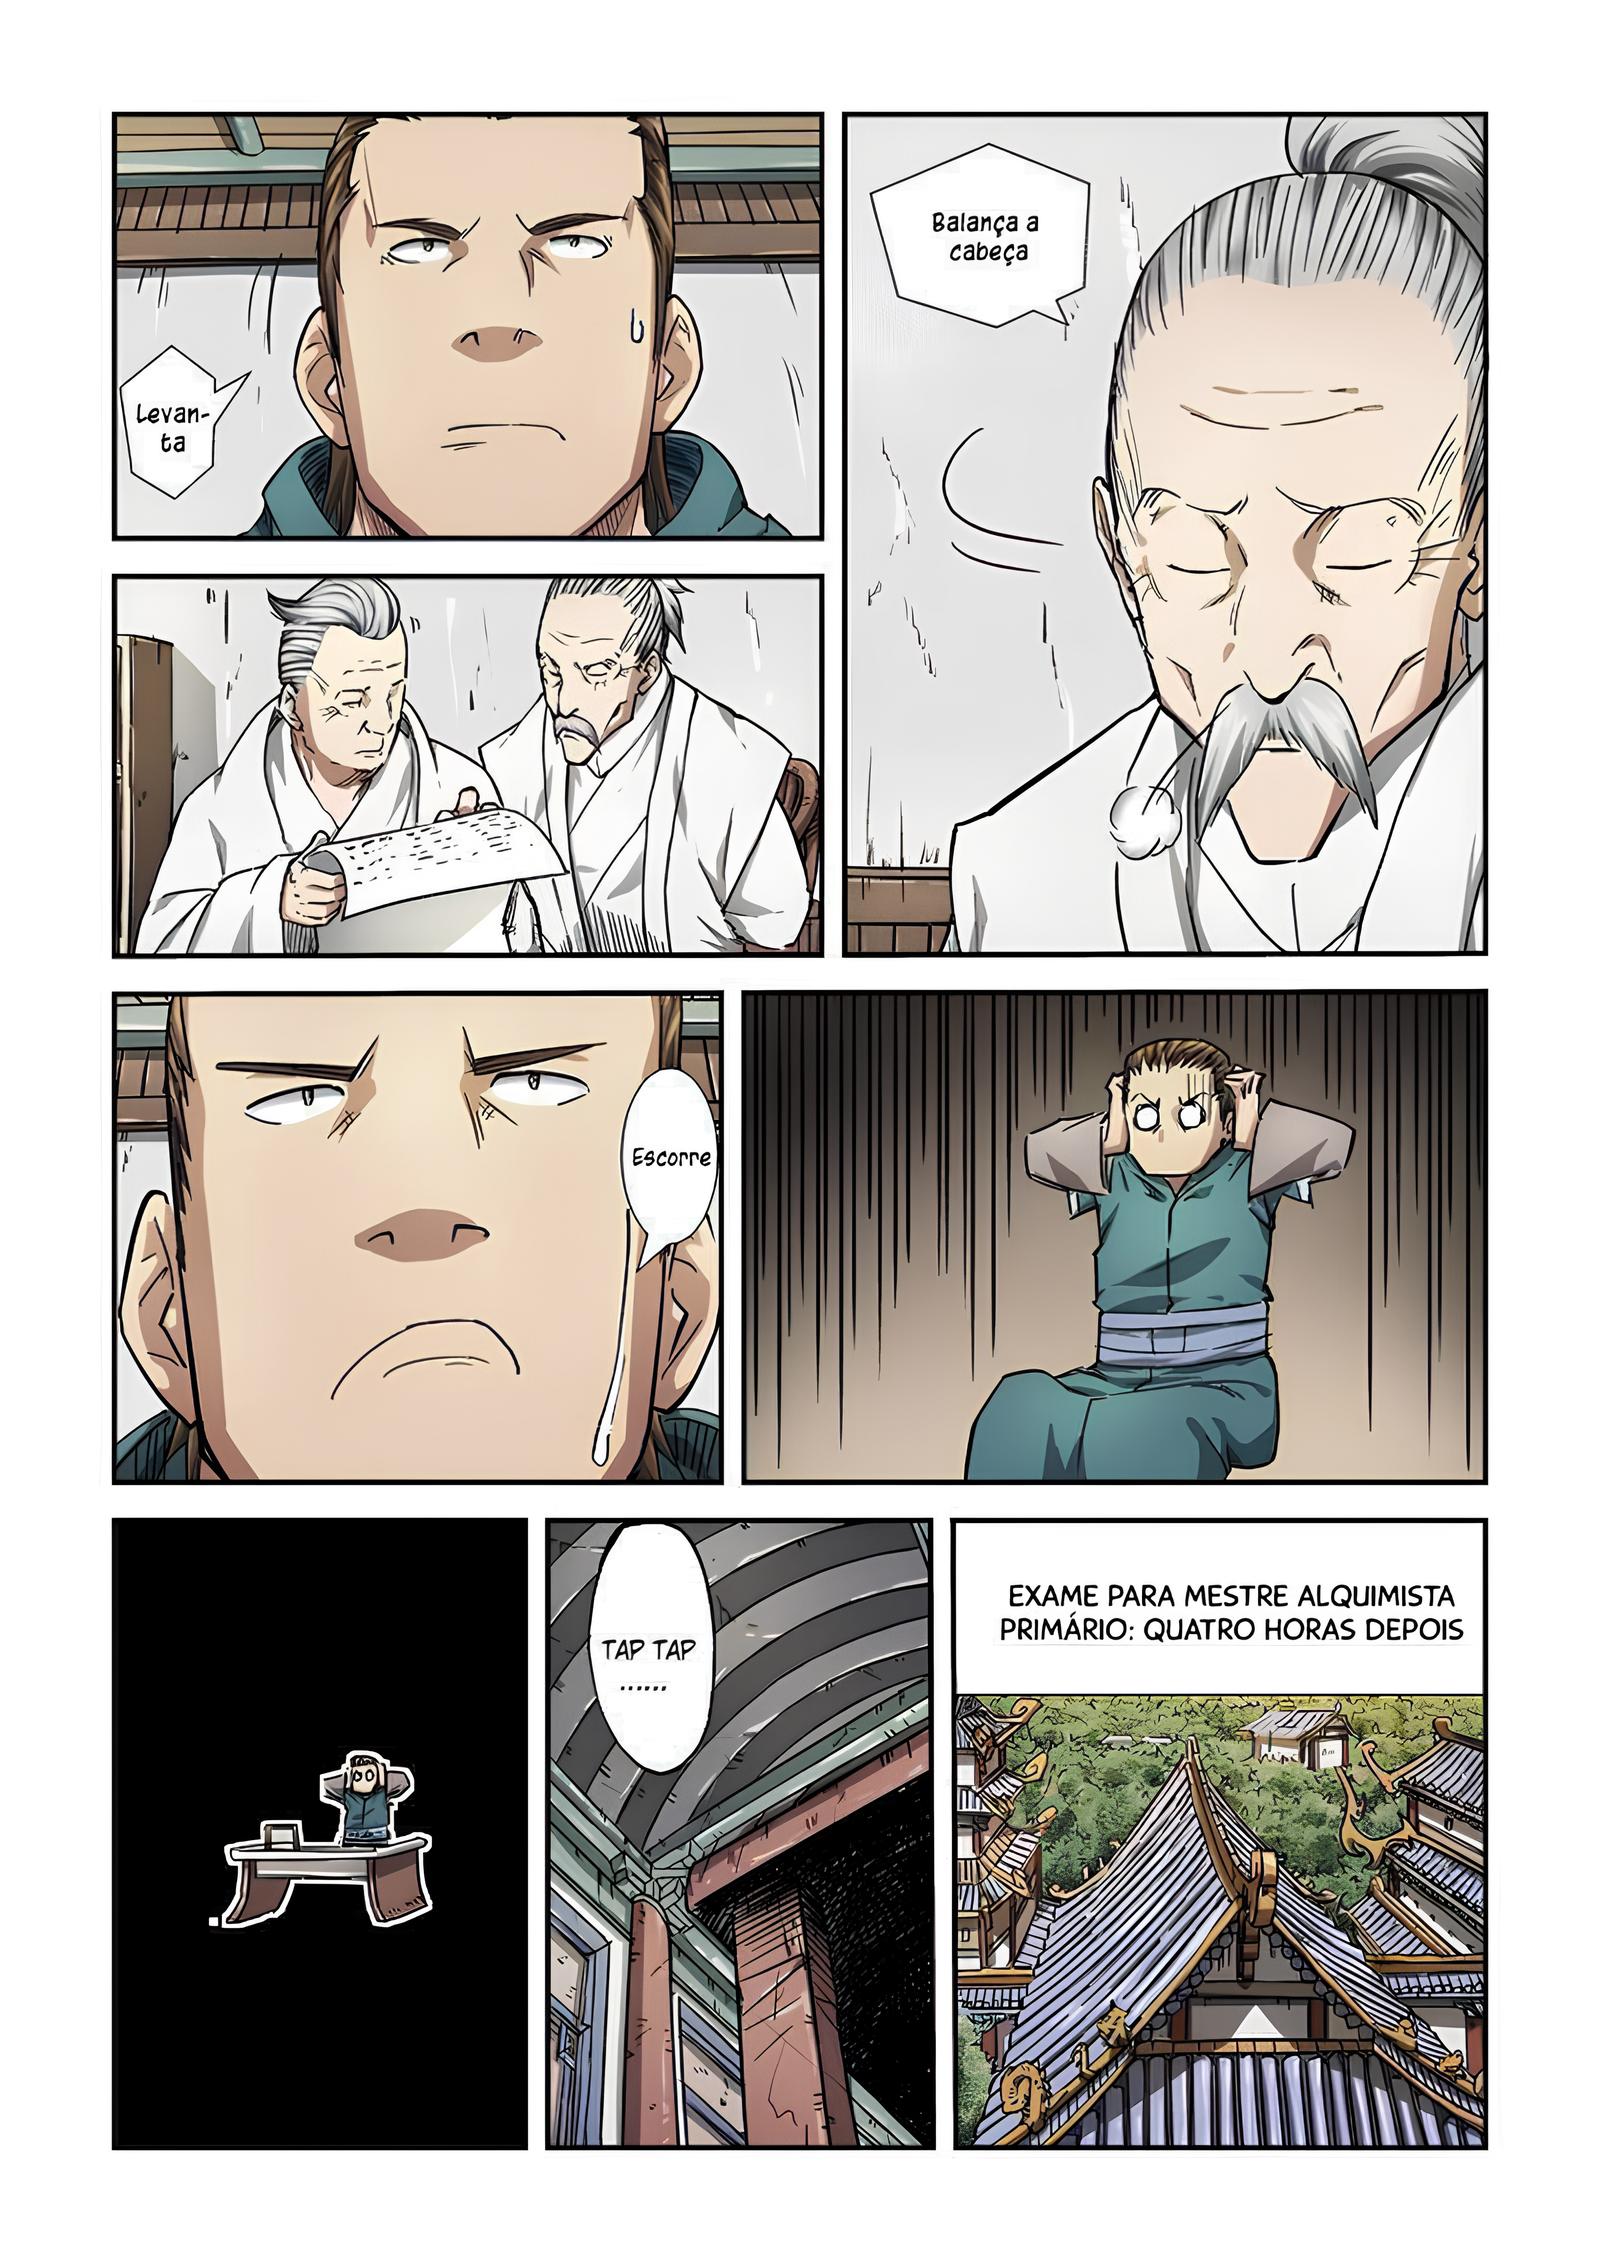 Levan-
ta
Balança a
cabeça
Escorre
TAP TAP
......
EXAME PARA MESTRE ALQUIMISTA
PRIMÁRIO: QUATRO HORAS DEPOIS